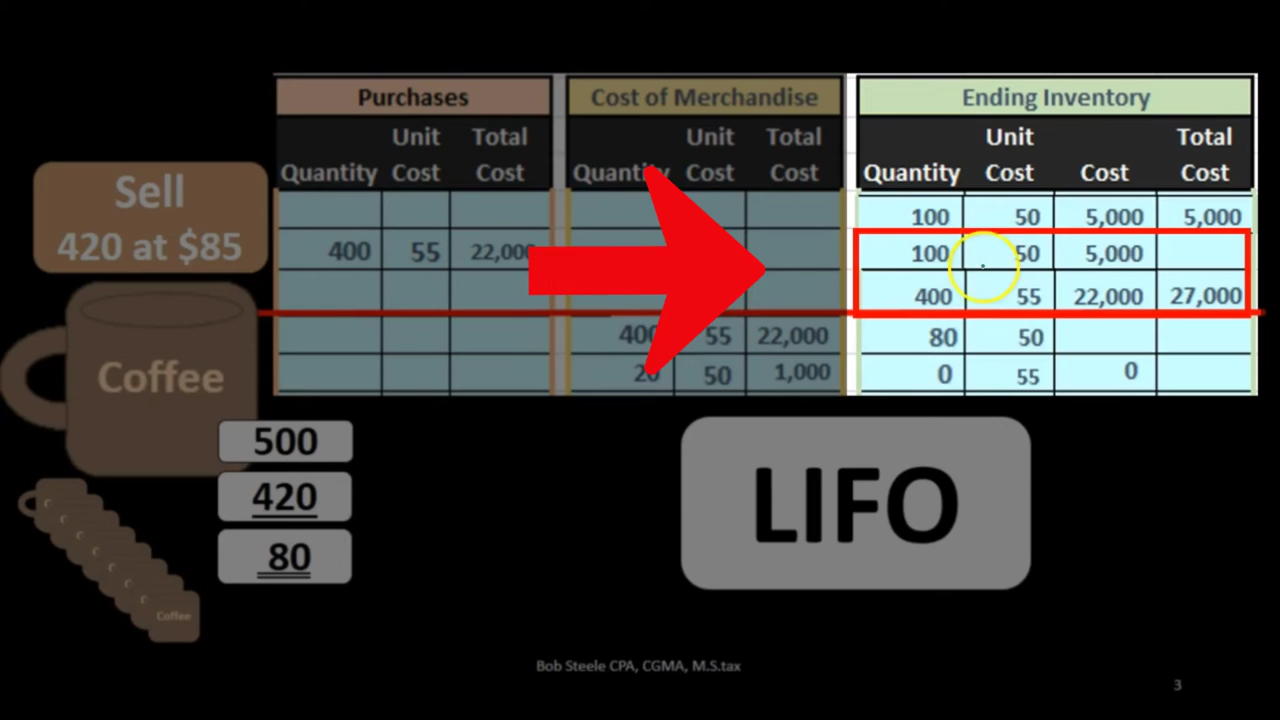 Purchases Cost of Merchandise Ending Inventory
Unit Total Unit Total Unit Total
Quantity Cost Cost Quantity Cost Cost Quantity Cost Cost Cost
100 50 5,000 5,000
400 55 22,000 100 50 5,000
400 55 22,000 27,000
400 55 22,000 80 50
20 50 1,000 0 55 0
Sell
420 at $85
Coffee
500
420
80
Coffee
LIFO
Bob Steele CPA, CGMA, M.S.tax
3